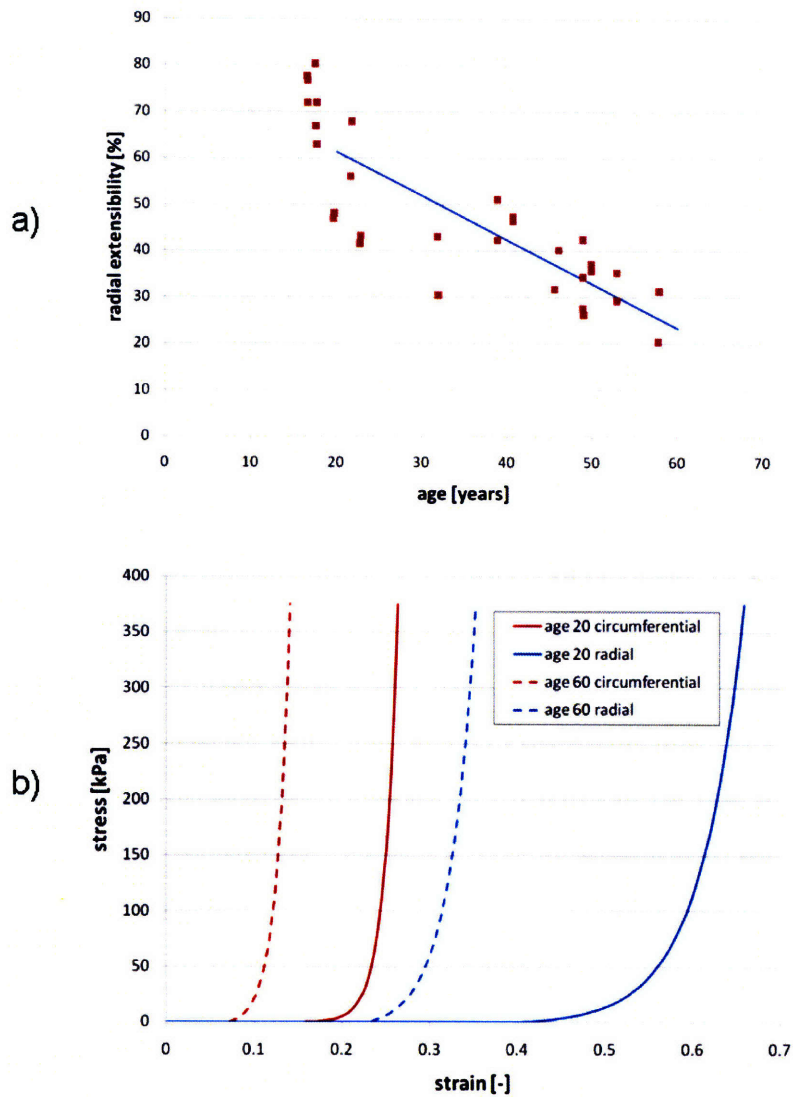 a)
radial extensibility [%]
90
80
70
60
50
40
30
20
10
0
0 10 20 30 40 50 60 70
age [years]
b)
stress [kPa]
400
350
300
250
200
150
100
50
0
age 20 circumferential
age 20 radial
age 60 circumferential
age 60 radial
0 0.1 0.2 0.3 0.4 0.5 0.6 0.7
strain [-]